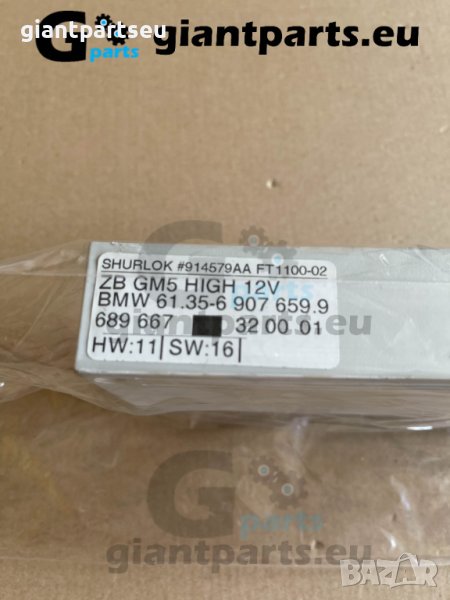 giantparts.eu
giantpartseu
parts
SHURLOK #914579AA FT1100-02
ZB GM5 HIGH 12V
BMW 61.35-6 907 659.9
689 667 32 00 01
HW:11| SW:16|
giantparts.eu
G
parts
giantparts.eu
bazar